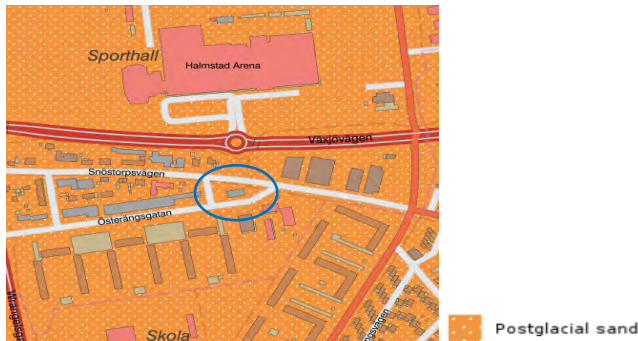 Sporthall
Halmstad Arena
Växjövägen
Snöstorpsvägen
Österängsgatan
Skola
Postglacial sand